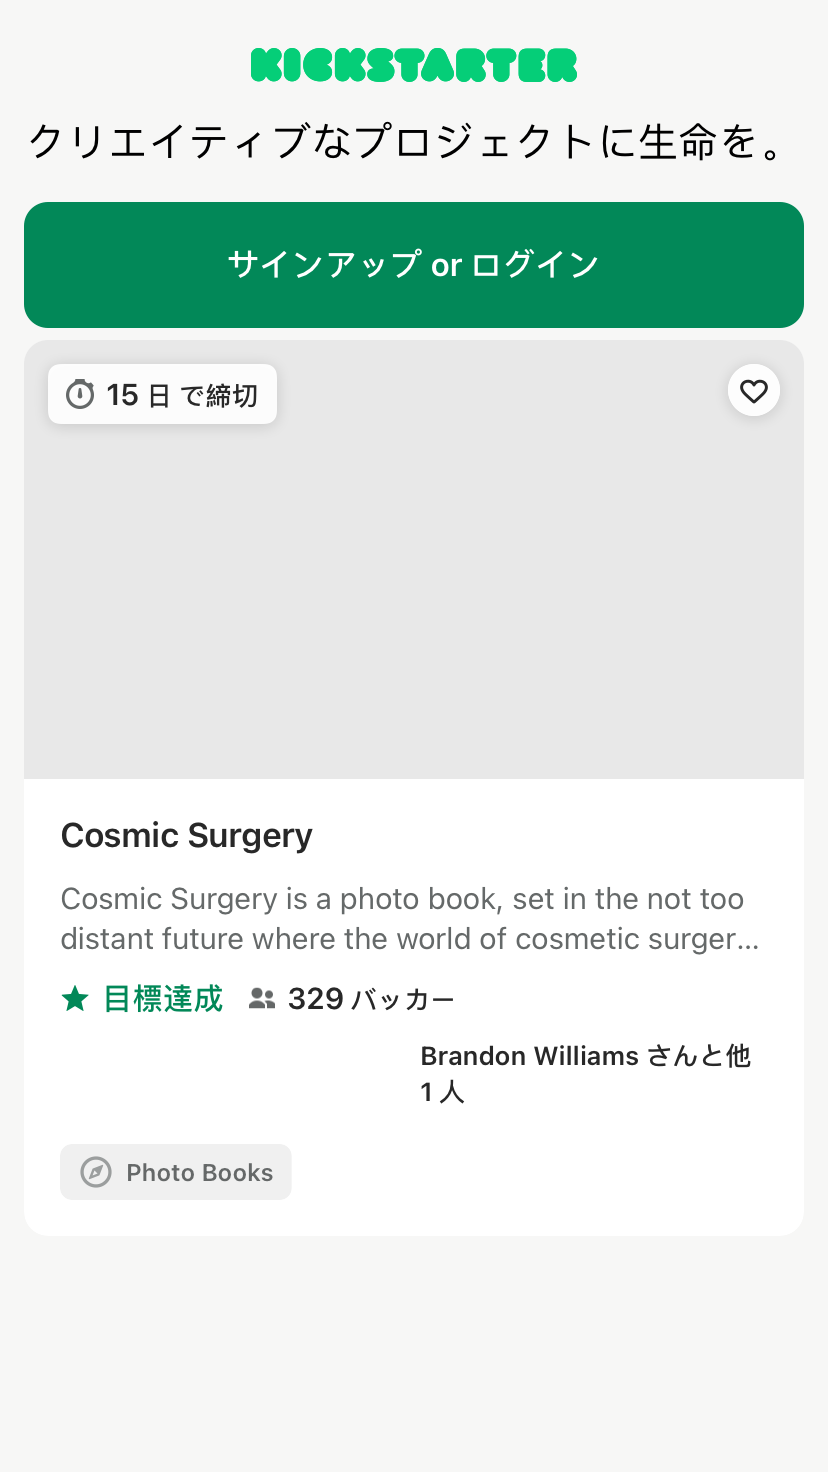 KICKSTARTER
クリエイティブなプロジェクトに生命を。
サインアップ or ログイン
15 日 で締切
Cosmic Surgery
Cosmic Surgery is a photo book, set in the not too
distant future where the world of cosmetic surger...
目標達成 329 バッカー
Brandon Williams さんと他
1 人
Photo Books